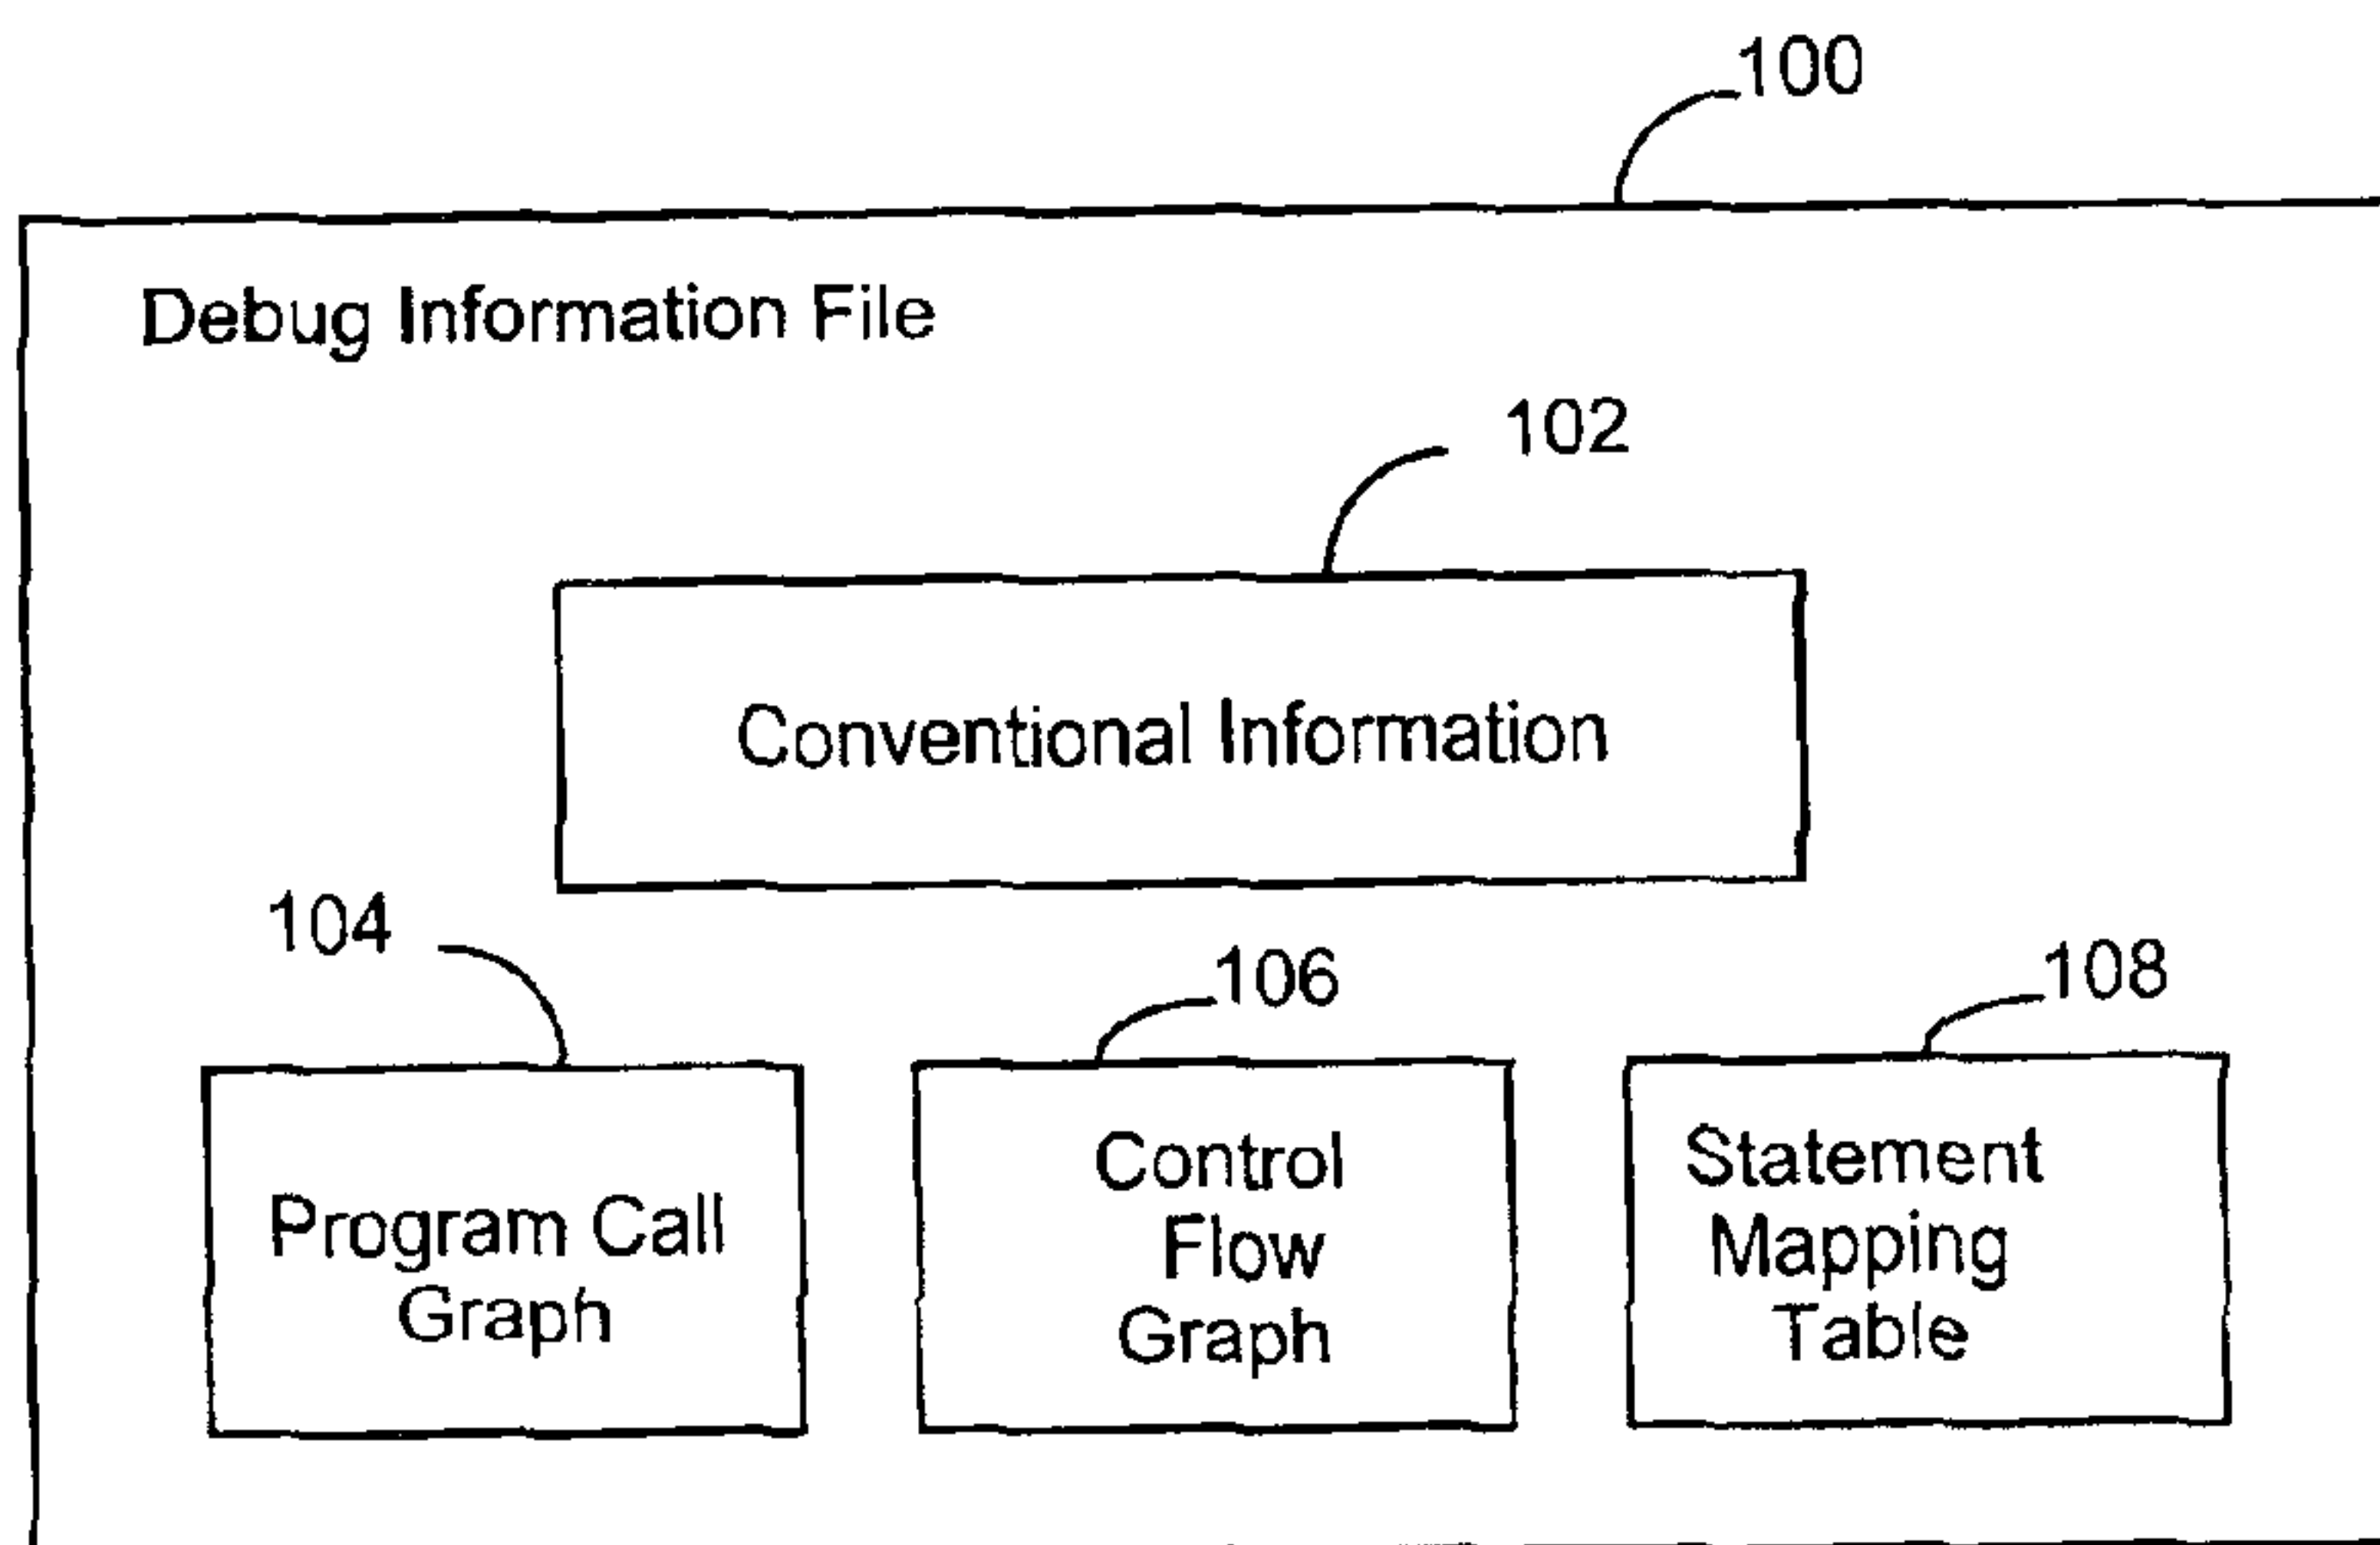 100
Debug Information File
102
Conventional Information
104
106
108
Program Call
Graph
Control
Flow
Graph
Statement
Mapping
Table